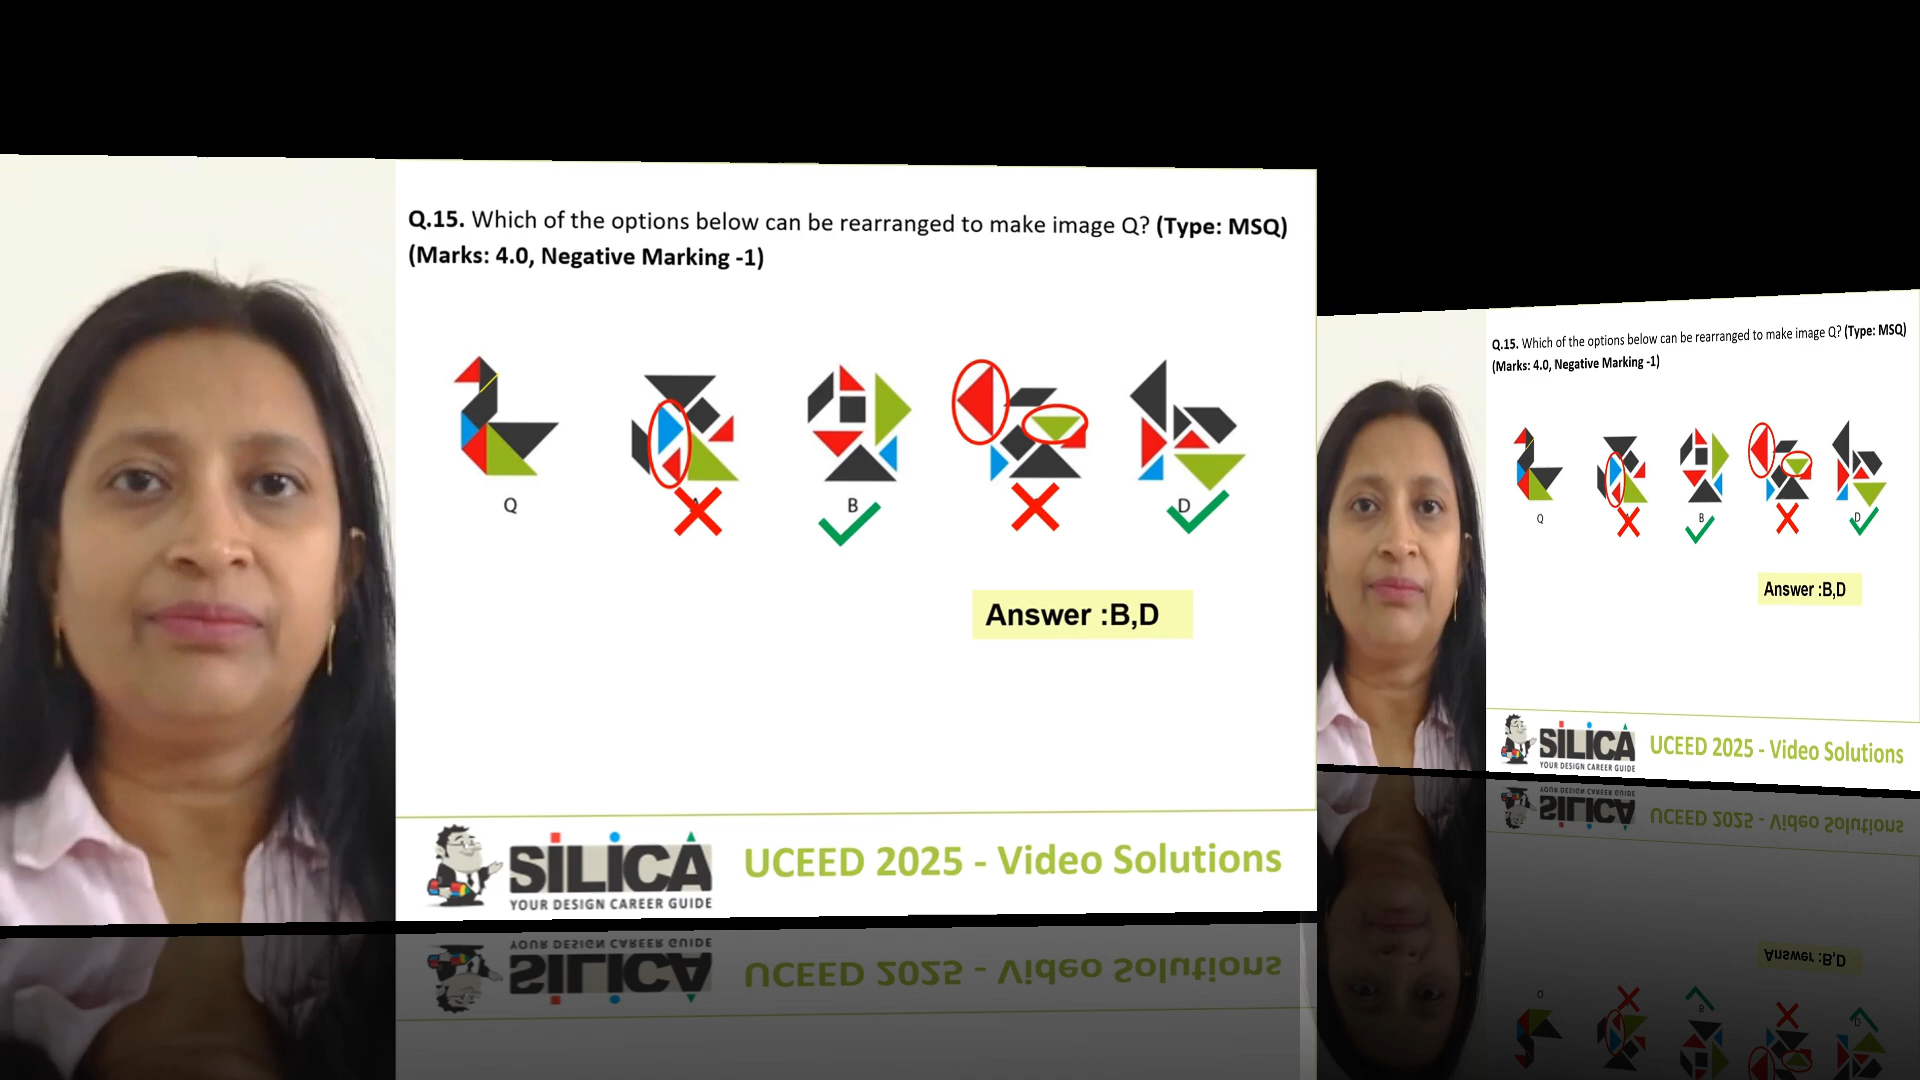 Q.15. Which of the options below can be rearranged to make image Q? (Type: MSQ)
(Marks: 4.0, Negative Marking -1)
Q
B
D
Answer :B,D
SILICA
YOUR DESIGN CAREER GUIDE
UCEED 2025 - Video Solutions
Q.15. Which of the options below can be rearranged to make image Q? (Type: MSQ)
(Marks: 4.0, Negative Marking -1)
Q
B
D
Answer :B,D
SILICA
YOUR DESIGN CAREER GUIDE
UCEED 2025 - Video Solutions